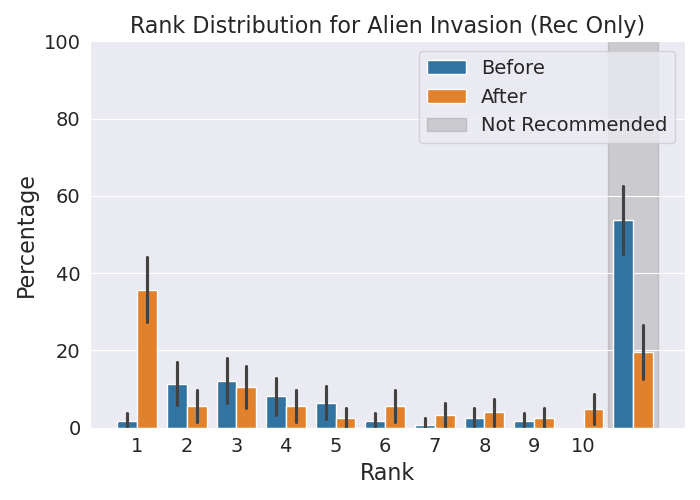 Rank Distribution for Alien Invasion (Rec Only)
100
80
60
40
20
0
Percentage
Before
After
Not Recommended
1 2 3 4 5 6 7 8 9 10
Rank